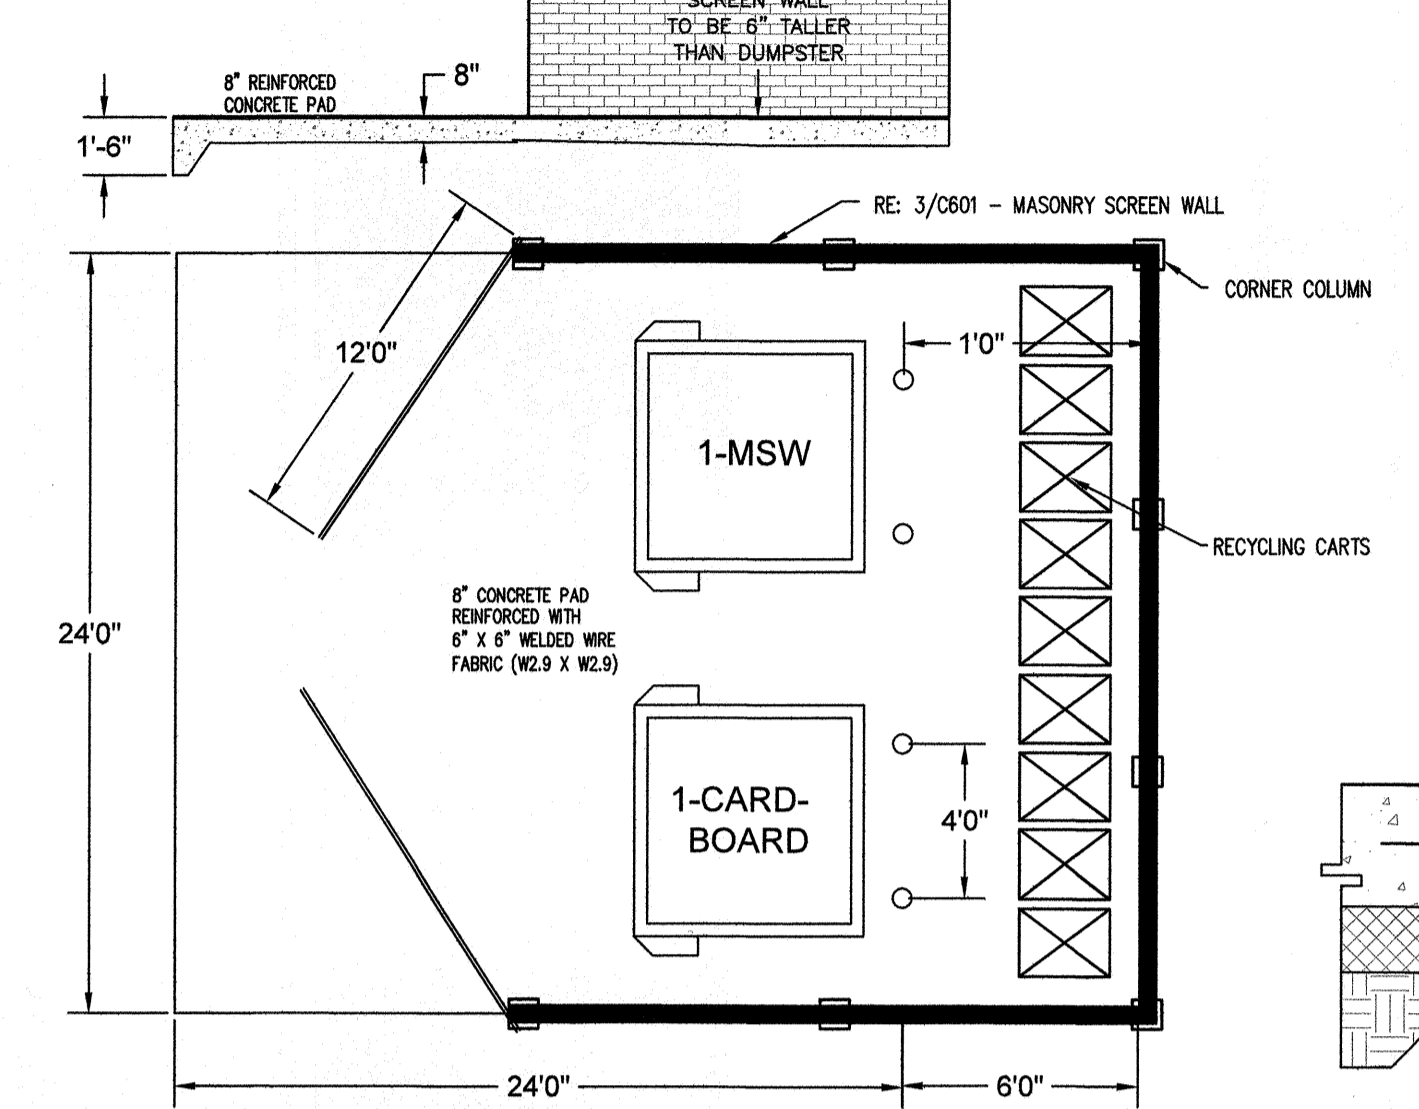 SCREEN WALL
TO BE 6" TALLER
THAN DUMPSTER
8" REINFORCED
CONCRETE PAD
8"
1'-6"
RE: 3/C601 - MASONRY SCREEN WALL
CORNER COLUMN
12'0"
1'0"
1-MSW
RECYCLING CARTS
8" CONCRETE PAD
REINFORCED WITH
6" X 6" WELDED WIRE
FABRIC (W2.9 X W2.9)
24'0"
1-CARD-
BOARD
4'0"
24'0"
6'0"